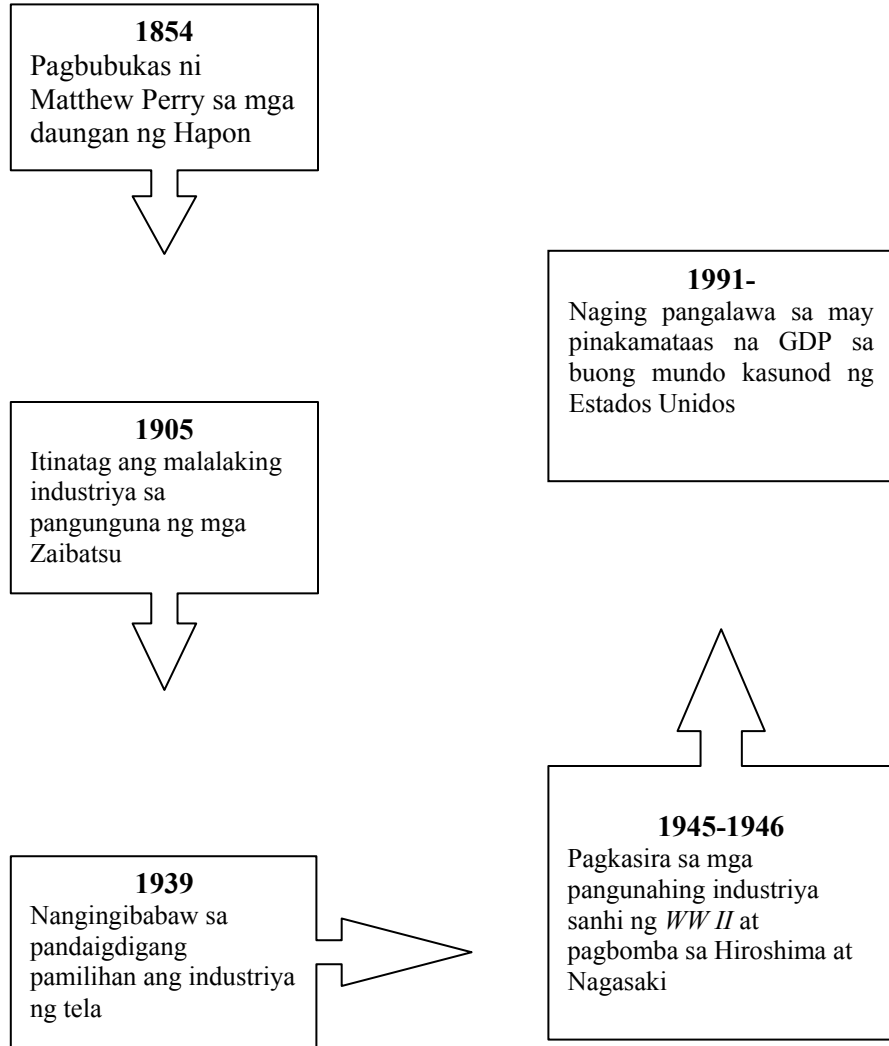 1854
Pagbubukas ni
Matthew Perry sa mga
daungan ng Hapon
1905
Itinatag ang malalaking
industriya sa
pangunguna ng mga
Zaibatsu
1939
Nangingibabaw sa
pandaigdigang
pamilihan ang industriya
ng tela
1945-1946
Pagkasira sa mga
pangunahing industriya
sanhi ng WW II at
pagbomba sa Hiroshima at
Nagasaki
1991-
Naging pangalawa sa may
pinakamataas na GDP sa
buong mundo kasunod ng
Estados Unidos